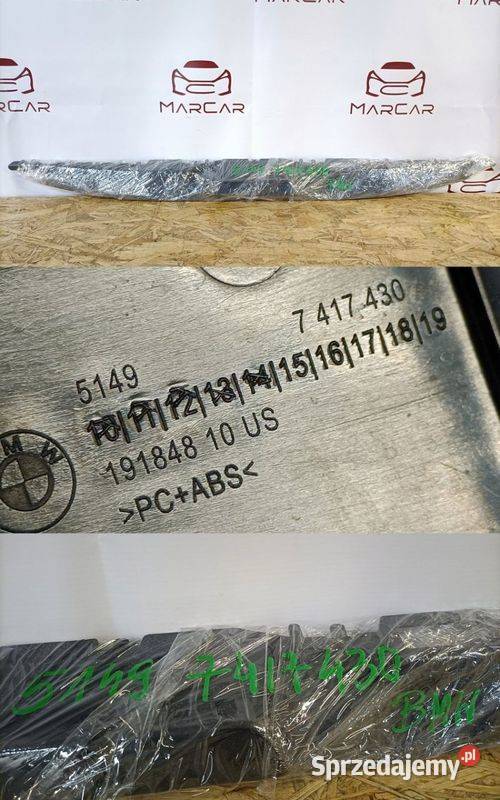 MARCAR
MARCAR
MARCAR
7 417 430
5149
10|11|12|13|14|15|16|17|18|19
191848 10 US
>PC+ABS<
BMW
5149 7417430
BMW
Sprzedajemy.pl